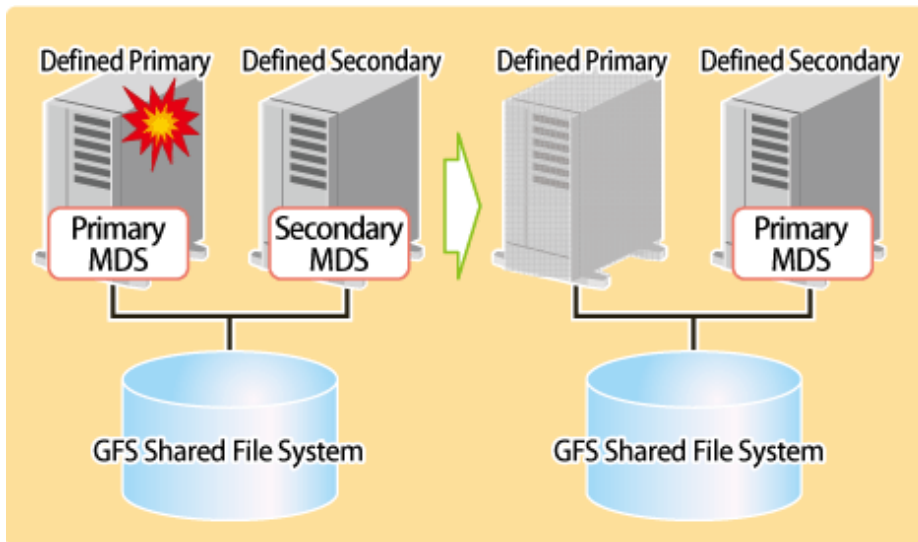 Defined Primary
Defined Secondary
Defined Primary
Defined Secondary
Primary
MDS
Secondary
MDS
Primary
MDS
GFS Shared File System
GFS Shared File System